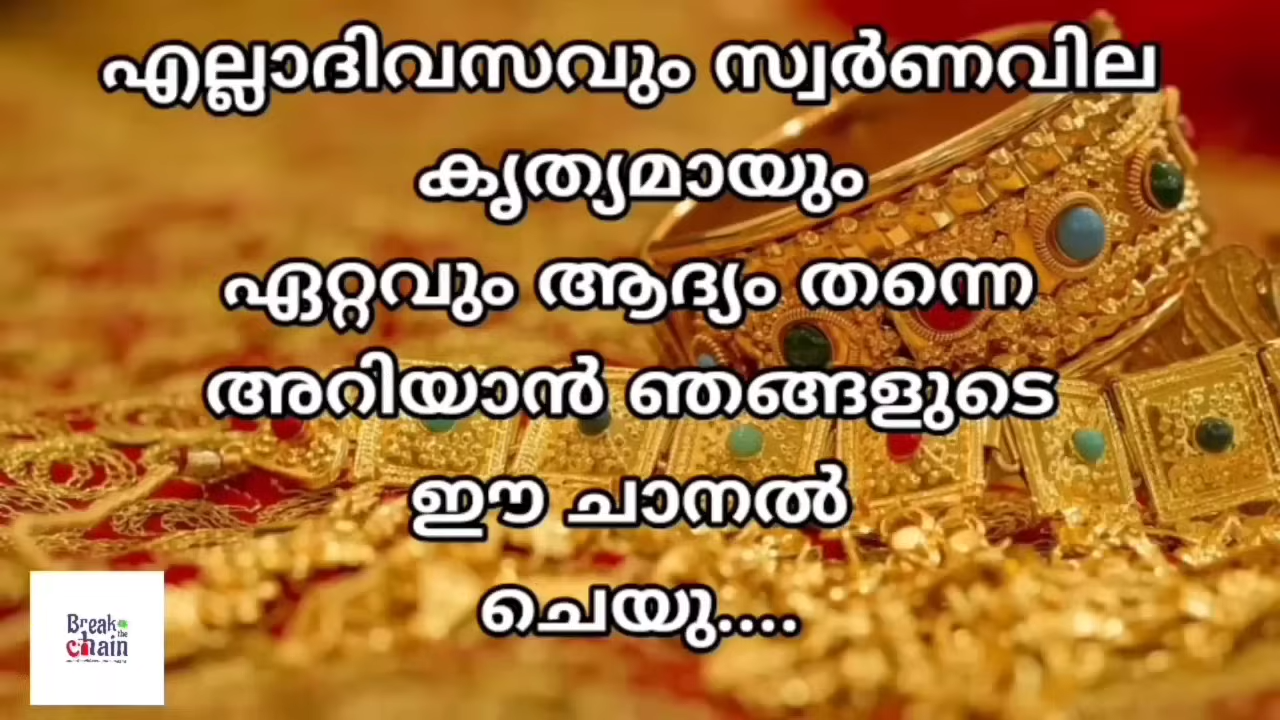 എല്ലാദിവസവും സ്വർണവില
കൃത്യമായും
ഏറ്റവും ആദ്യം തന്നെ
അറിയാൻ ഞങ്ങളുടെ
ഈ ചാനൽ
ചെയു....
Break the
chain